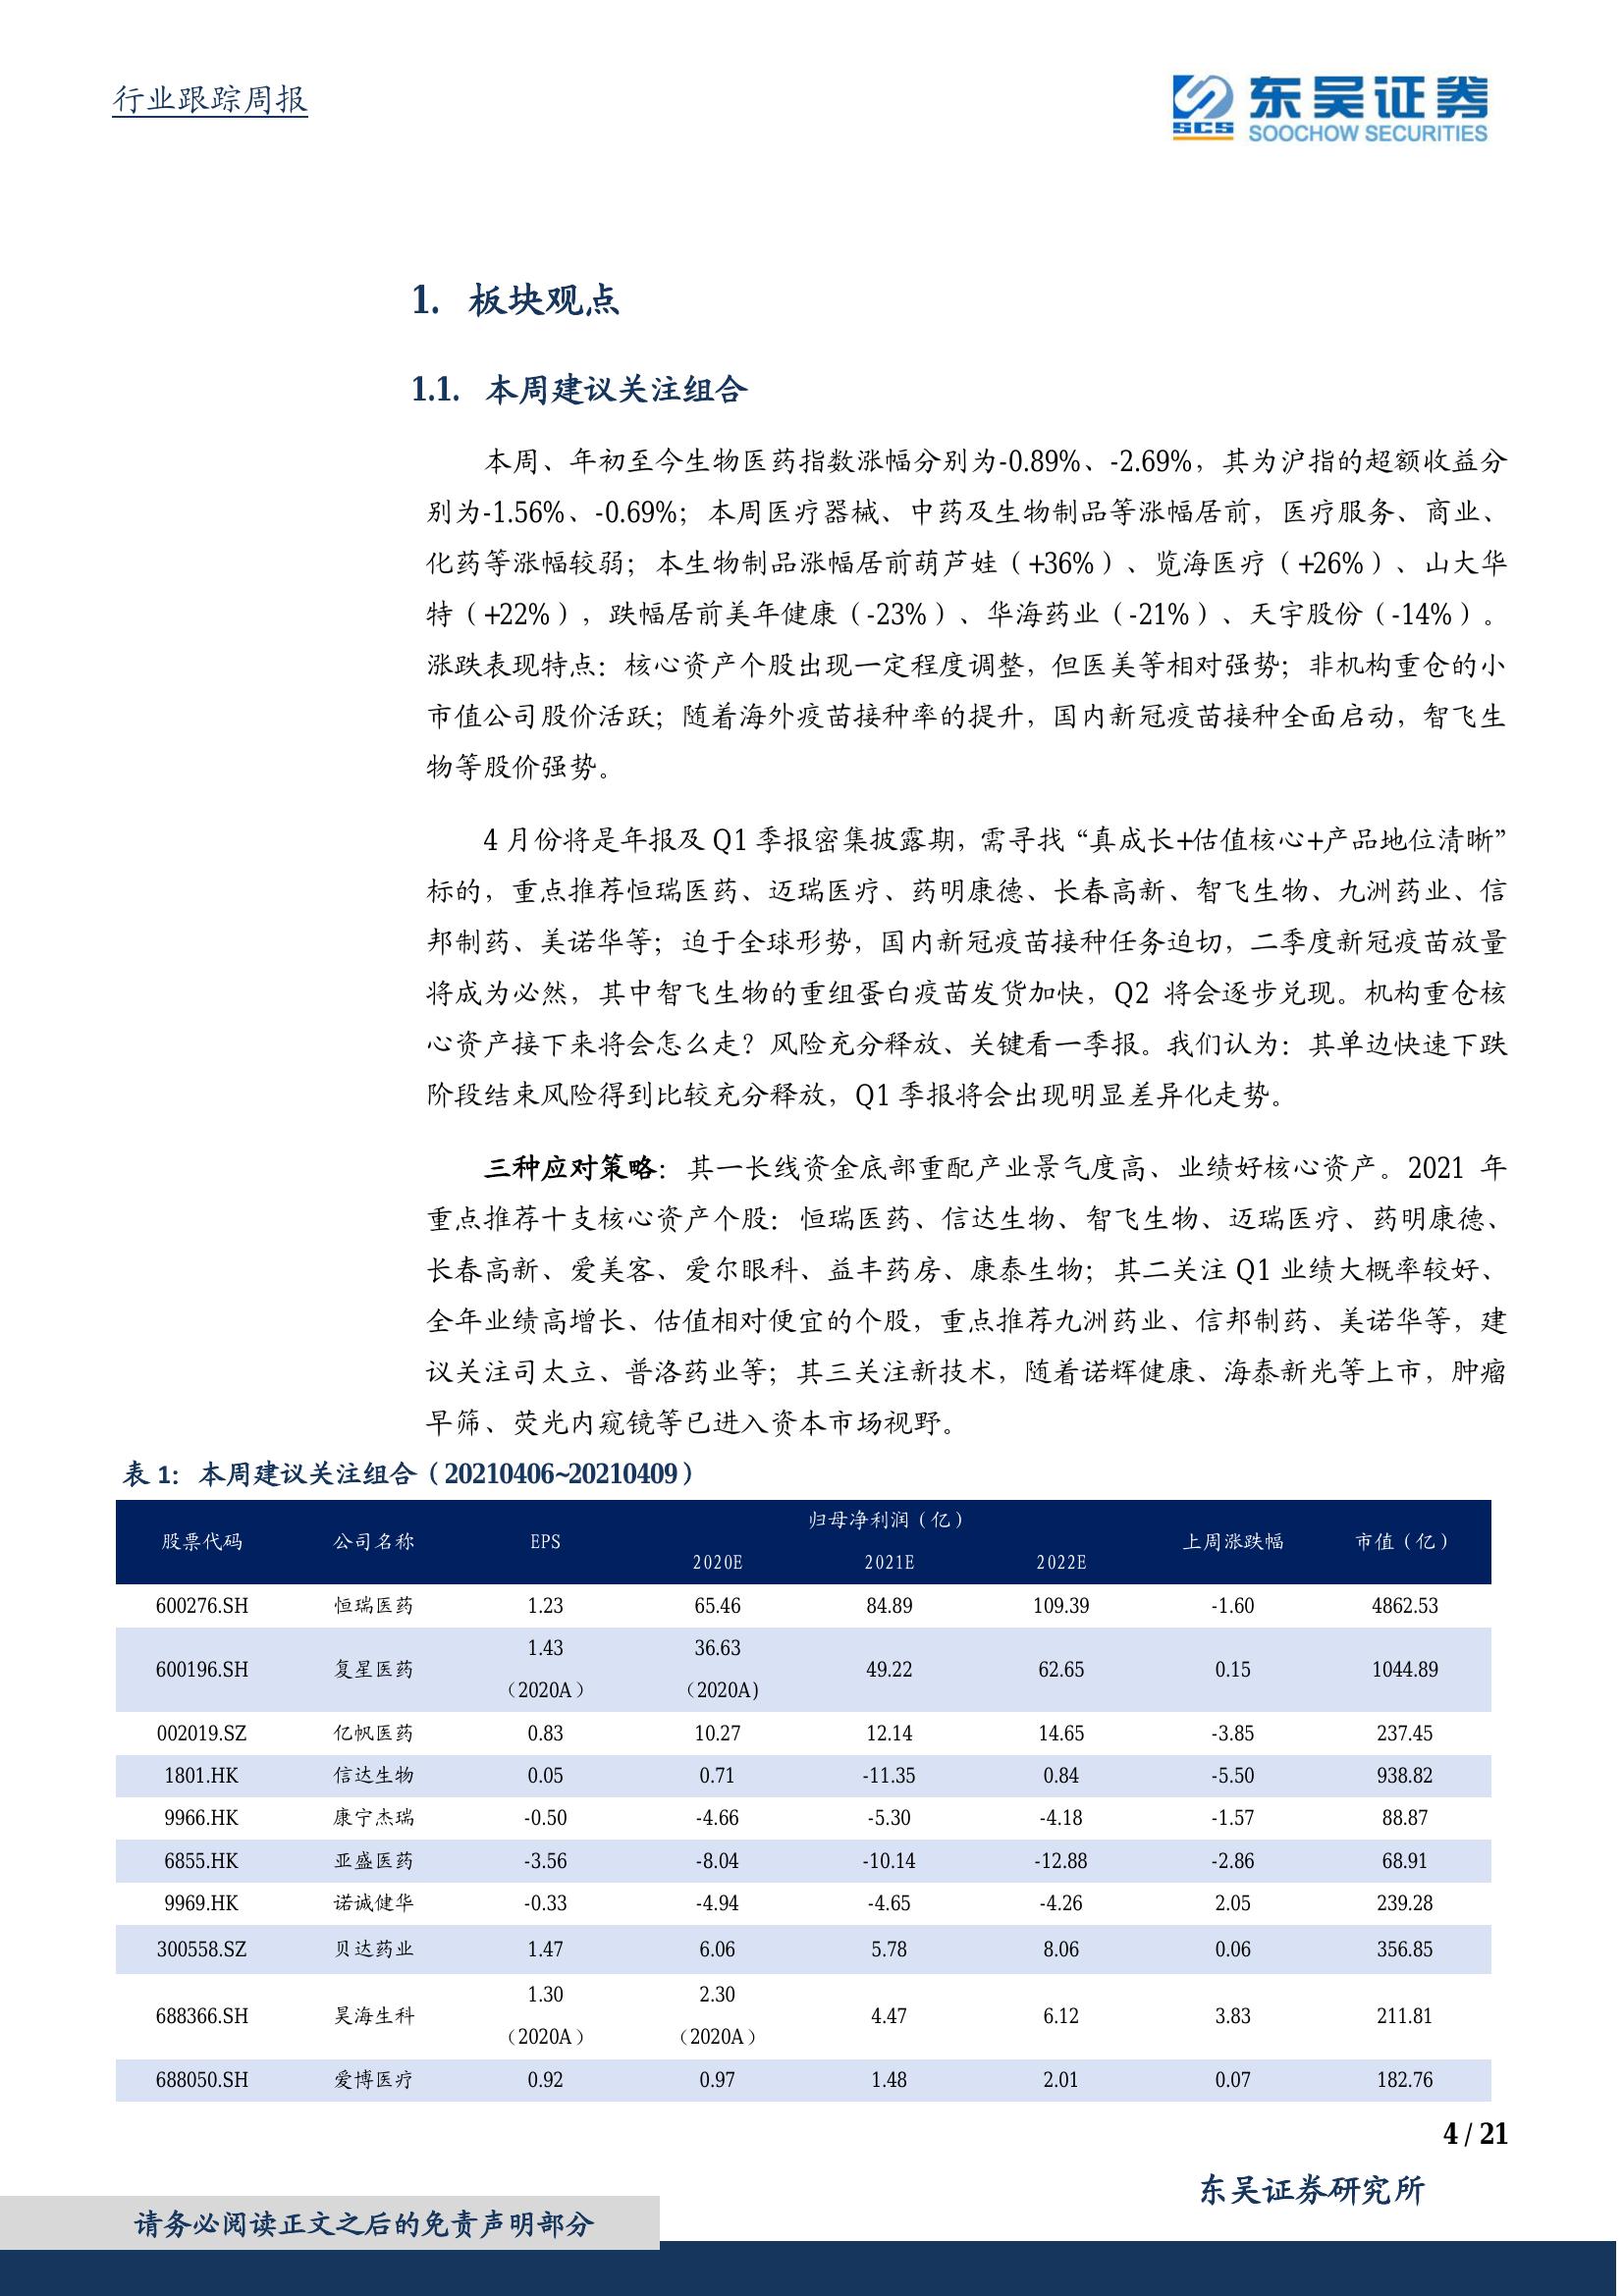 行业跟踪周报
东吴证券
SCS
SOOCHOW SECURITIES
1. 板块观点
1.1. 本周建议关注组合
本周、年初至今生物医药指数涨幅分别为-0.89%、-2.69%，其为沪指的超额收益分
别为-1.56%、-0.69%；本周医疗器械、中药及生物制品等涨幅居前，医疗服务、商业、
化药等涨幅较弱；本生物制品涨幅居前葫芦娃（+36%）、览海医疗（+26%）、山大华
特（+22%），跌幅居前美年健康（-23%）、华海药业（-21%）、天宇股份（-14%）。
涨跌表现特点：核心资产个股出现一定程度调整，但医美等相对强势；非机构重仓的小
市值公司股价活跃；随着海外疫苗接种率的提升，国内新冠疫苗接种全面启动，智飞生
物等股价强势。
4 月份将是年报及 Q1 季报密集披露期，需寻找“真成长+估值核心+产品地位清晰”
标的，重点推荐恒瑞医药、迈瑞医疗、药明康德、长春高新、智飞生物、九洲药业、信
邦制药、美诺华等；迫于全球形势，国内新冠疫苗接种任务迫切，二季度新冠疫苗放量
将成为必然，其中智飞生物的重组蛋白疫苗发货加快，Q2 将会逐步兑现。机构重仓核
心资产接下来将会怎么走？风险充分释放、关键看一季报。我们认为：其单边快速下跌
阶段结束风险得到比较充分释放，Q1 季报将会出现明显差异化走势。
三种应对策略：其一长线资金底部重配产业景气度高、业绩好核心资产。2021 年
重点推荐十支核心资产个股：恒瑞医药、信达生物、智飞生物、迈瑞医疗、药明康德、
长春高新、爱美客、爱尔眼科、益丰药房、康泰生物；其二关注 Q1 业绩大概率较好、
全年业绩高增长、估值相对便宜的个股，重点推荐九洲药业、信邦制药、美诺华等，建
议关注司太立、普洛药业等；其三关注新技术，随着诺辉健康、海泰新光等上市，肿瘤
早筛、荧光内窥镜等已进入资本市场视野。
表 1：本周建议关注组合（20210406~20210409）
股票代码 公司名称 EPS 归母净利润（亿） 上周涨跌幅 市值（亿）
2020E 2021E 2022E
600276.SH 恒瑞医药 1.23 65.46 84.89 109.39 -1.60 4862.53
600196.SH 复星医药 1.43（2020A） 36.63（2020A) 49.22 62.65 0.15 1044.89
002019.SZ 亿帆医药 0.83 10.27 12.14 14.65 -3.85 237.45
1801.HK 信达生物 0.05 0.71 -11.35 0.84 -5.50 938.82
9966.HK 康宁杰瑞 -0.50 -4.66 -5.30 -4.18 -1.57 88.87
6855.HK 亚盛医药 -3.56 -8.04 -10.14 -12.88 -2.86 68.91
9969.HK 诺诚健华 -0.33 -4.94 -4.65 -4.26 2.05 239.28
300558.SZ 贝达药业 1.47 6.06 5.78 8.06 0.06 356.85
688366.SH 昊海生科 1.30（2020A） 2.30（2020A） 4.47 6.12 3.83 211.81
688050.SH 爱博医疗 0.92 0.97 1.48 2.01 0.07 182.76
4 / 21
东吴证券研究所
请务必阅读正文之后的免责声明部分